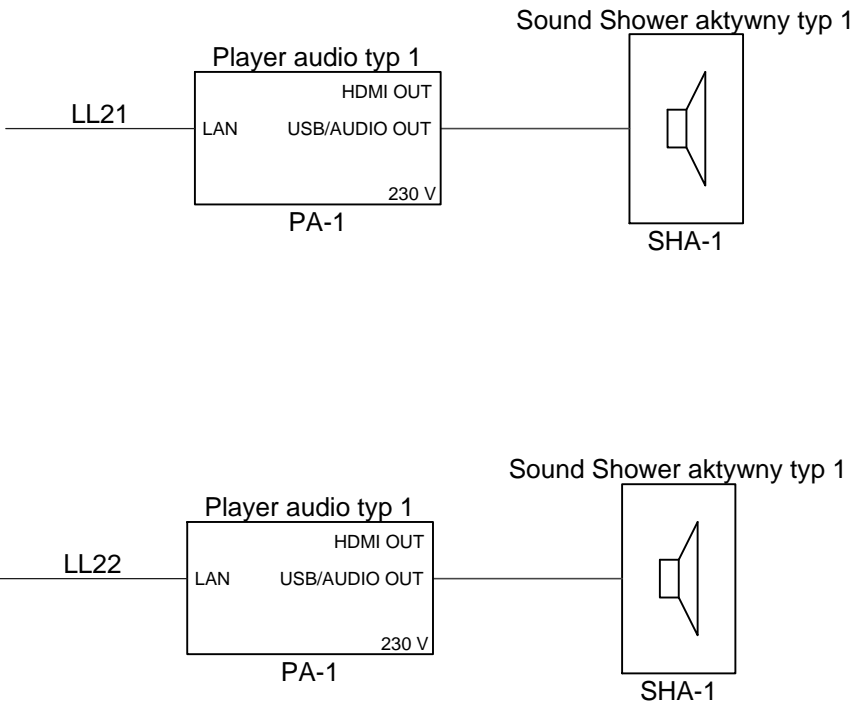 Sound Shower aktywny typ 1
Player audio typ 1
HDMI OUT
LL21
LAN
USB/AUDIO OUT
230 V
PA-1
SHA-1
Sound Shower aktywny typ 1
Player audio typ 1
HDMI OUT
LL22
LAN
USB/AUDIO OUT
230 V
PA-1
SHA-1